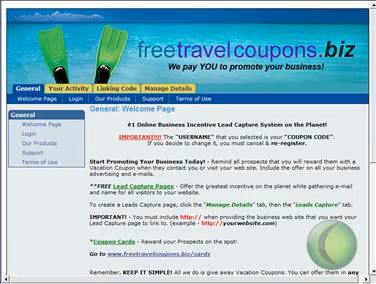 freetravelcoupons.biz
We pay YOU to promote your business!
General Your Activity Linking Code Manage Details
Welcome Page Login Our Products Support Terms of Use
General
Welcome Page
Login
Our Products
Support
Terms of Use
General: Welcome Page
#1 Online Business Incentive Lead Capture System on the Planet!
IMPORTANT!!! The "USERNAME" that you selected is your "COUPON CODE".
If you decide to change it, you must cancel & re-register.
Start Promoting Your Business Today! - Remind all prospects that you will reward them with a
Vacation Coupon when they contact you or visit your web site. Include the offer on all your business
advertising and e-mails.
**FREE Lead Capture Pages - Offer the greatest incentive on the planet while gathering e-mail
and name for all visitors to your website.
To create a Leads Capture page, click the "Manage Details" tab, then the "Leads Capture" tab.
IMPORTANT! - You must include http:// when providing the business web site that you want your
Lead Capture page to link to. (example - http://yourwebsite.com)
*Coupon Cards - Reward your Prospects on the spot!
Go to www.freetravelcoupons.biz/cards
Remember, KEEP IT SIMPLE! All we do is give away Vacation Coupons. You can offer them in any